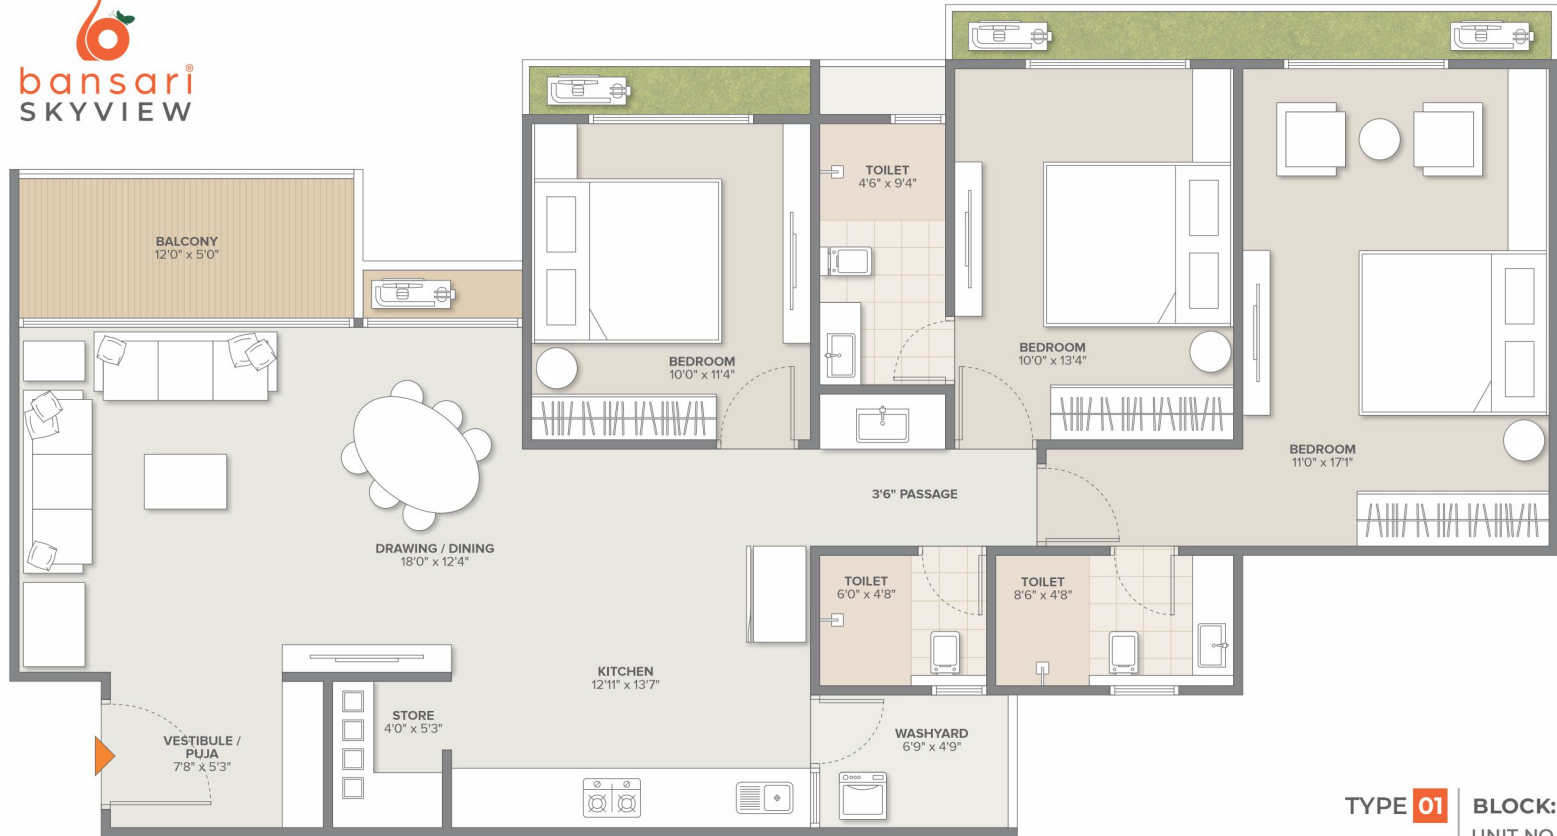 bansari®
SKYVIEW
BALCONY
12'0" x 5'0"
TOILET
4'6" x 9'4"
BEDROOM
10'0" x 11'4"
BEDROOM
10'0" x 13'4"
BEDROOM
11'0" x 17'1"
3'6" PASSAGE
DRAWING / DINING
18'0" x 12'4"
TOILET
6'0" x 4'8"
TOILET
8'6" x 4'8"
KITCHEN
12'11" x 13'7"
STORE
4'0" x 5'3"
VESTIBULE /
PUJA
7'8" x 5'3"
WASHYARD
6'9" x 4'9"
TYPE 01
BLOCK:
UNIT NO